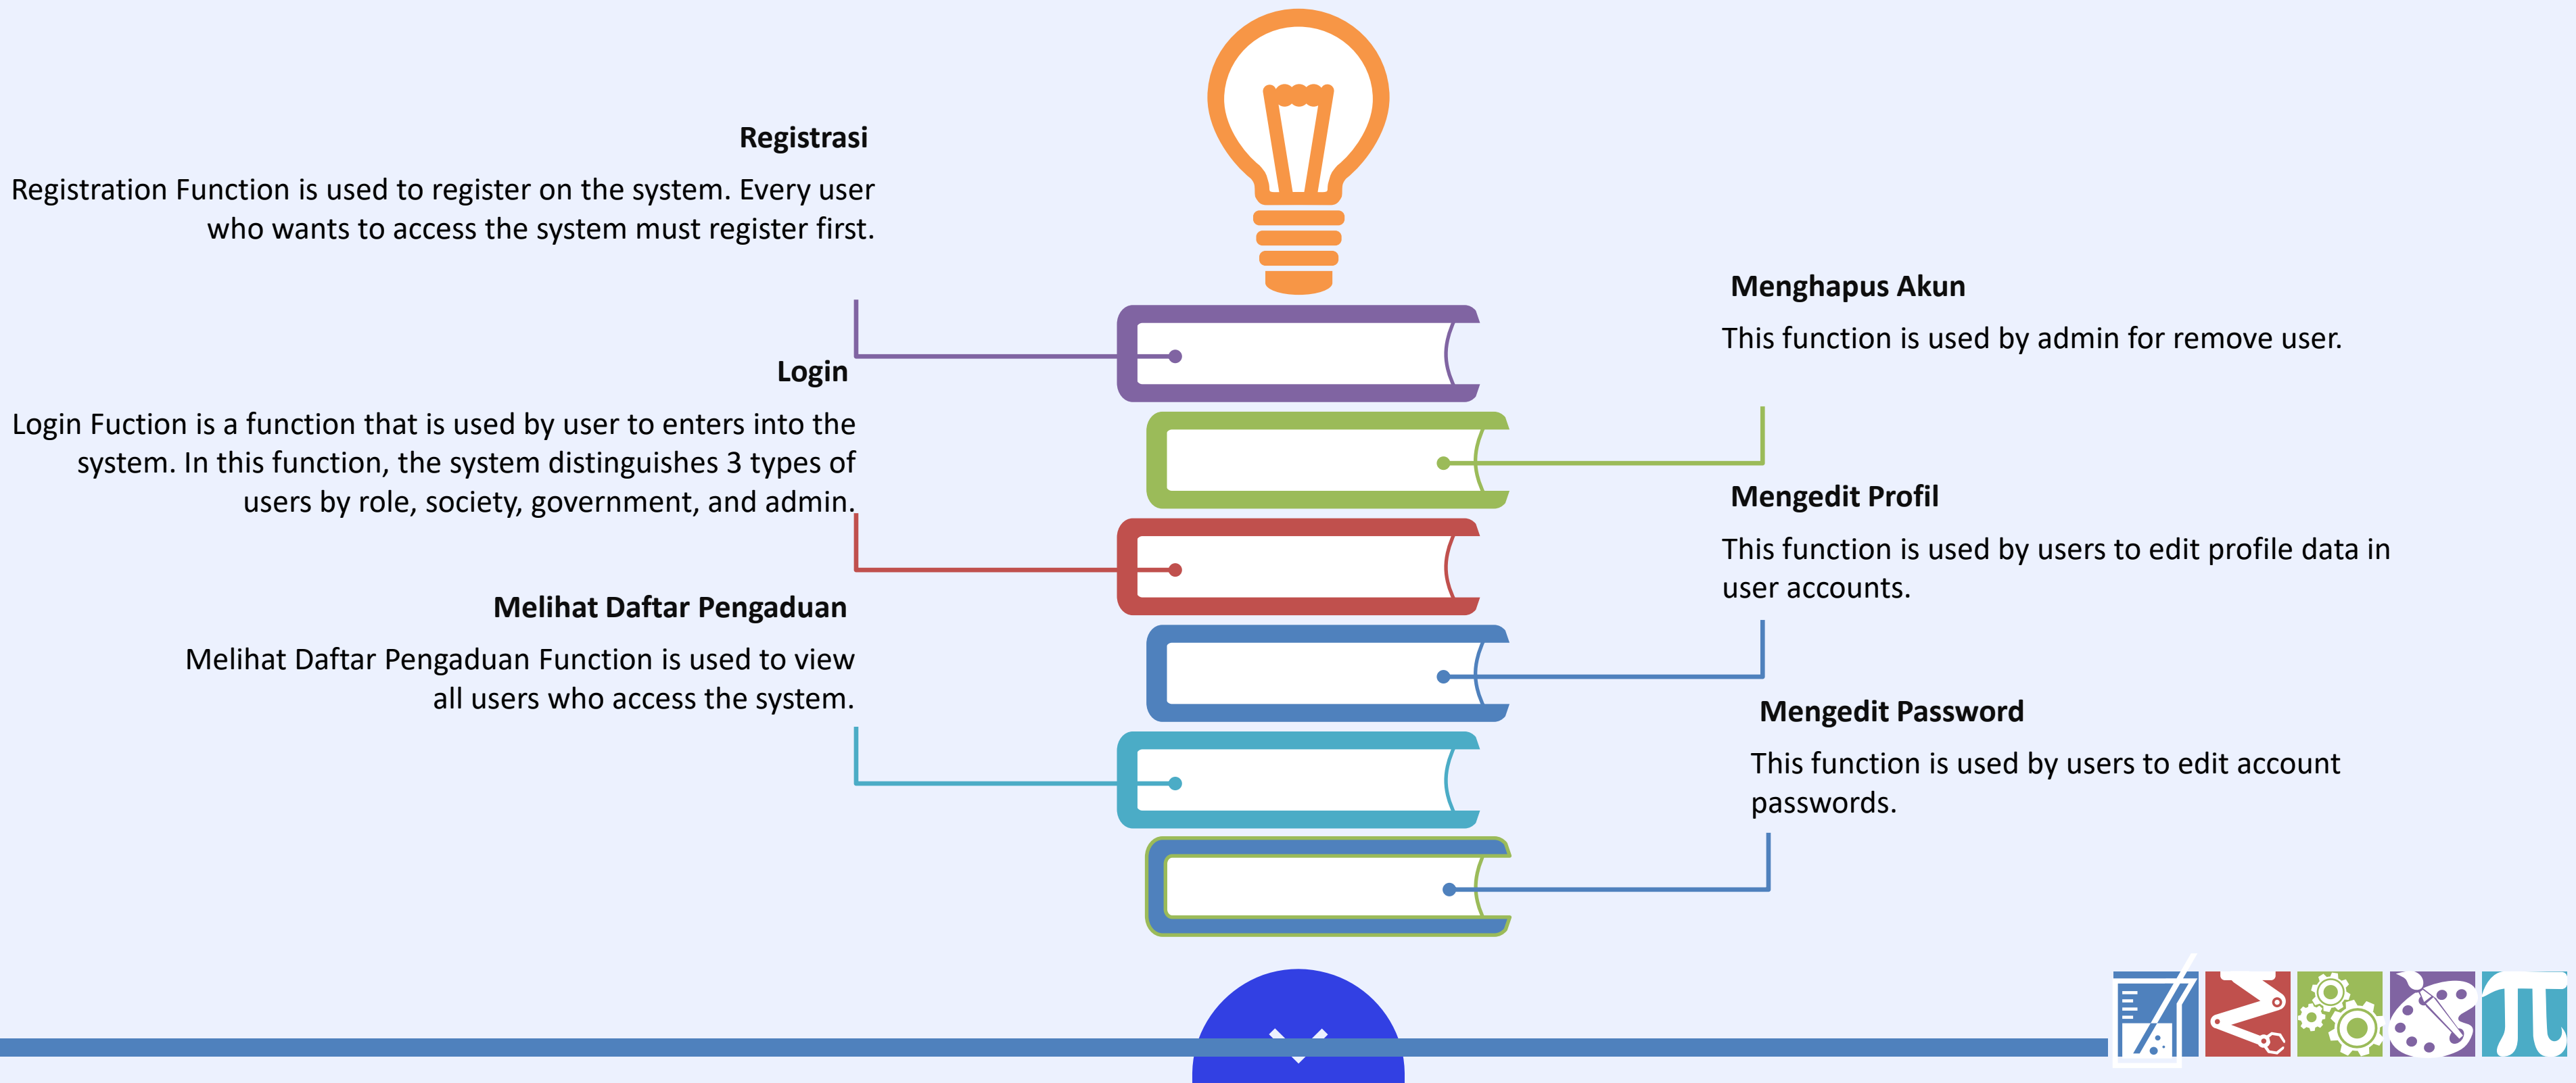 Registrasi
Registration Function is used to register on the system. Every user
who wants to access the system must register first.
Login
Login Fuction is a function that is used by user to enters into the
system. In this function, the system distinguishes 3 types of
users by role, society, government, and admin.
Melihat Daftar Pengaduan
Melihat Daftar Pengaduan Function is used to view
all users who access the system.
Menghapus Akun
This function is used by admin for remove user.
Mengedit Profil
This function is used by users to edit profile data in
user accounts.
Mengedit Password
This function is used by users to edit account
passwords.
π